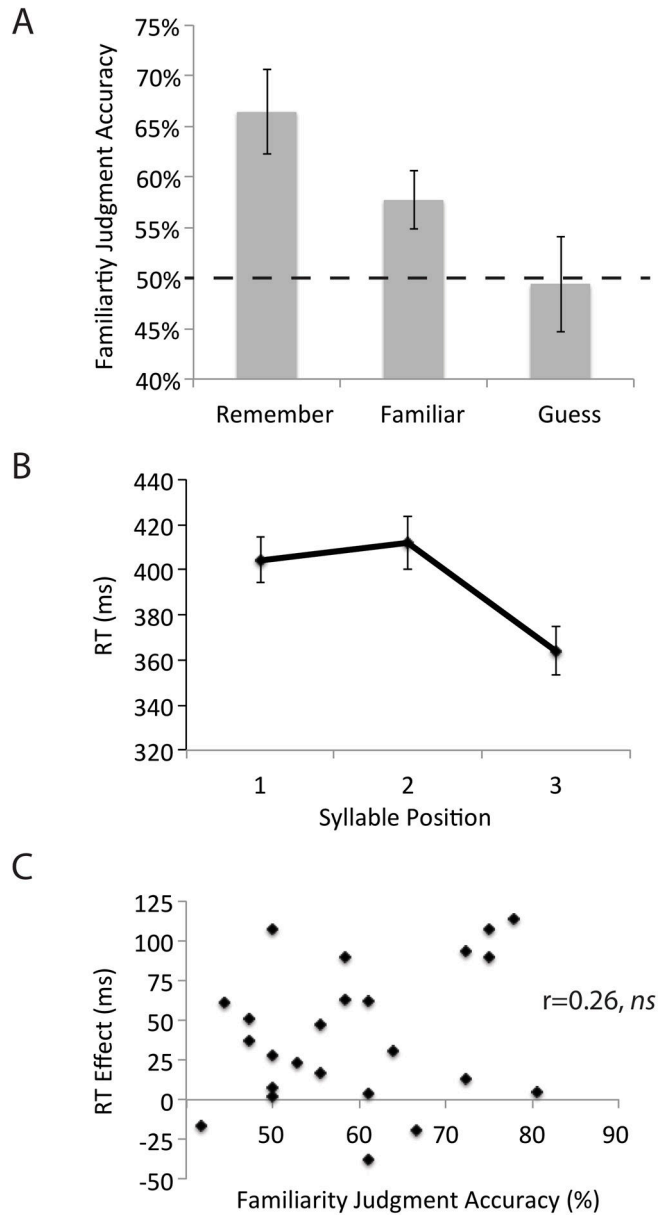 A
Familiartiy Judgment Accuracy
75%
70%
65%
60%
55%
50%
45%
40%
Remember Familiar Guess
B
RT (ms)
440
420
400
380
360
340
320
1 2 3
Syllable Position
C
RT Effect (ms)
125
100
75
50
25
0
-25
-50
r=0.26, ns
50 60 70 80 90
Familiarity Judgment Accuracy (%)